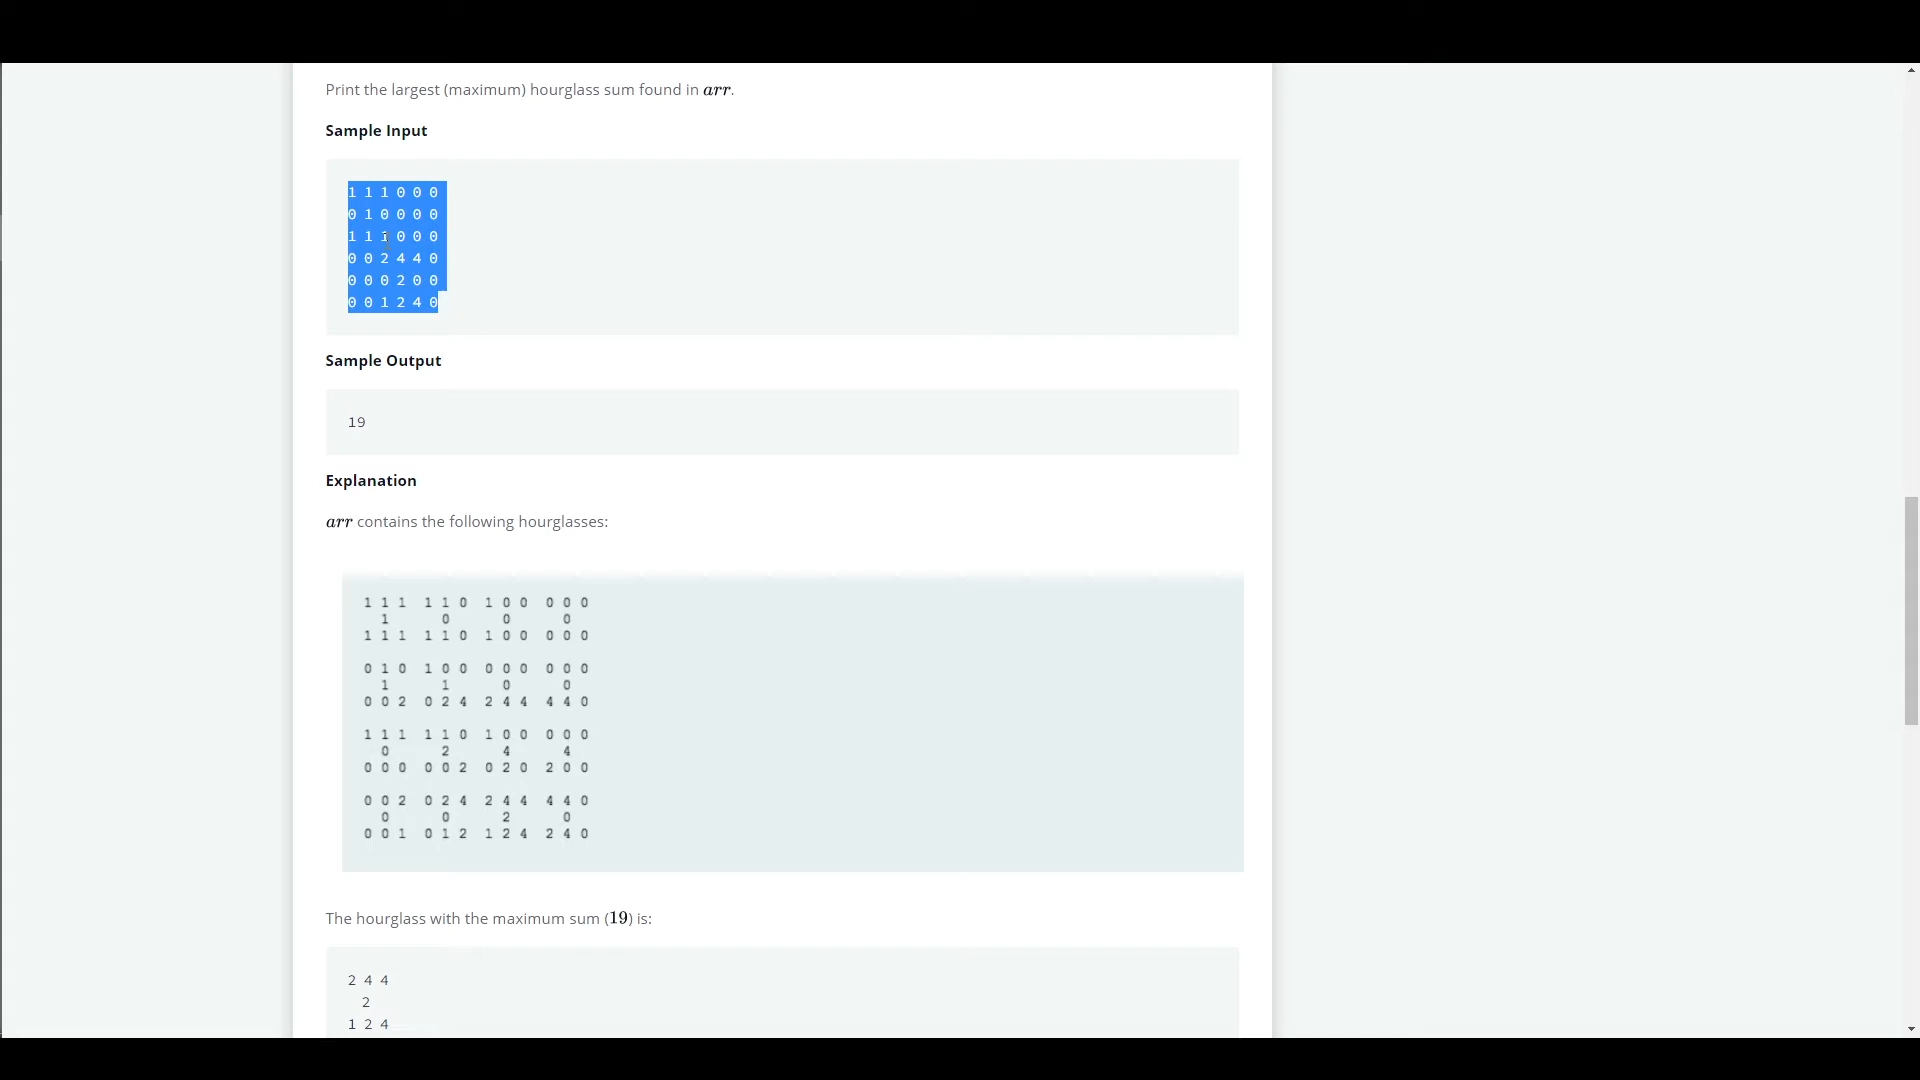 Print the largest (maximum) hourglass sum found in arr.
Sample Input
1 1 1 0 0 0
0 1 0 0 0 0
1 1 1 0 0 0
0 0 2 4 4 0
0 0 0 2 0 0
0 0 1 2 4 0
Sample Output
19
Explanation
arr contains the following hourglasses:
1 1 1 1 1 0 1 0 0 0 0 0
1 0 0 0
1 1 1 1 1 0 1 0 0 0 0 0
0 1 0 1 0 0 0 0 0 0 0 0
1 1 0 0
0 0 2 0 2 4 2 4 4 4 4 0
1 1 1 1 1 0 1 0 0 0 0 0
0 2 4 4
0 0 0 0 0 2 0 2 0 2 0 0
0 0 2 0 2 4 2 4 4 4 4 0
0 0 2 0
0 0 1 0 1 2 1 2 4 2 4 0
The hourglass with the maximum sum (19) is:
2 4 4
2
1 2 4